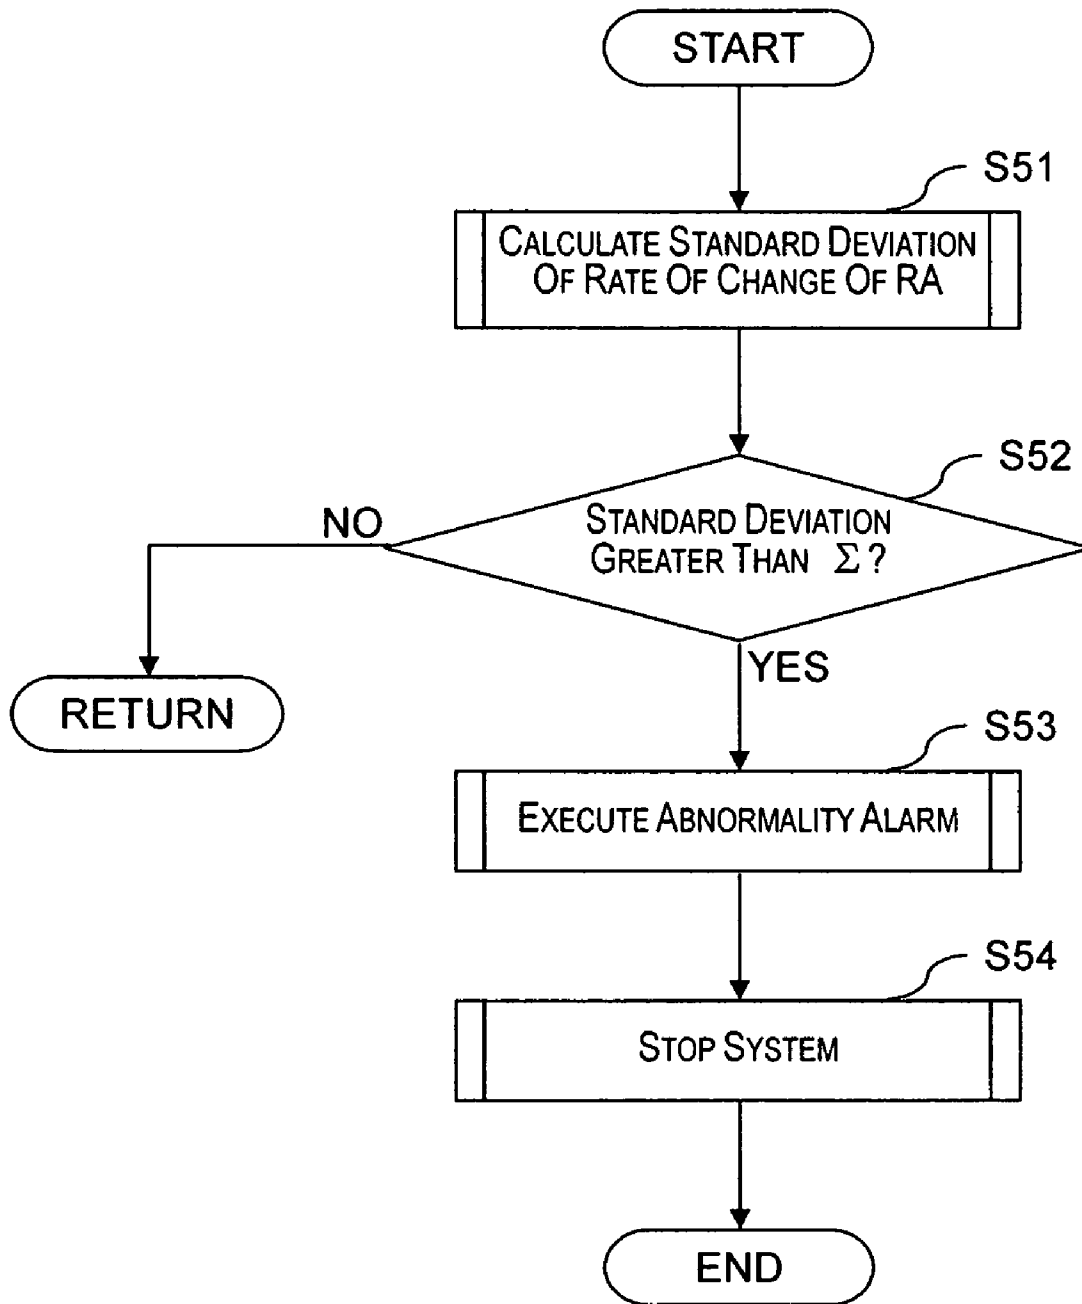 START
S51
CALCULATE STANDARD DEVIATION
OF RATE OF CHANGE OF RA
S52
STANDARD DEVIATION
GREATER THAN Σ?
NO
YES
RETURN
S53
EXECUTE ABNORMALITY ALARM
S54
STOP SYSTEM
END